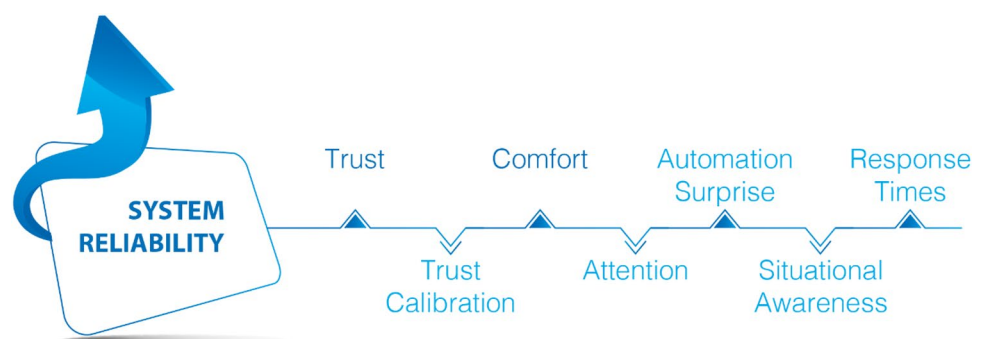 SYSTEM
RELIABILITY
Trust
Trust
Calibration
Comfort
Attention
Automation
Surprise
Situational
Awareness
Response
Times